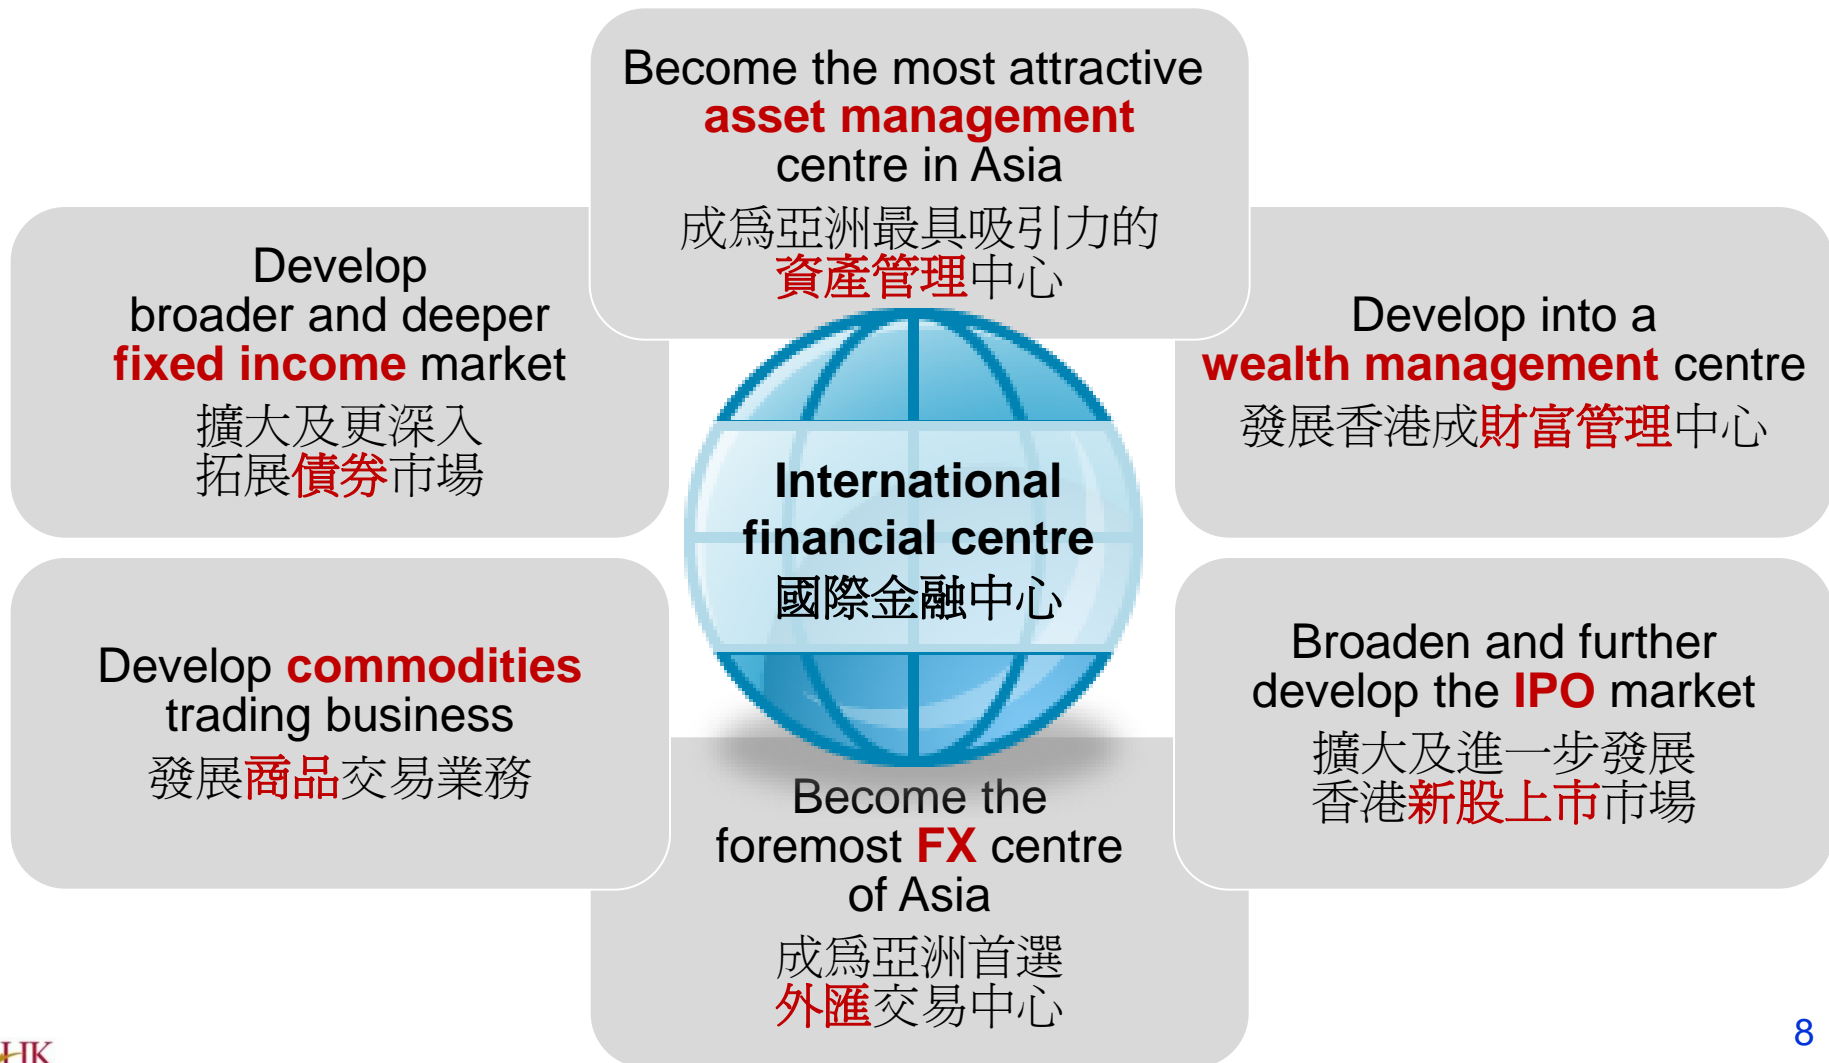 Become the most attractive
asset management
centre in Asia
成爲亞洲最具吸引力的
資產管理中心
Develop
broader and deeper
fixed income market
擴大及更深入
拓展債券市場
Develop into a
wealth management centre
發展香港成財富管理中心
International
financial centre
國際金融中心
Develop commodities
trading business
發展商品交易業務
Broaden and further
develop the IPO market
擴大及進一步發展
香港新股上市市場
Become the
foremost FX centre
of Asia
成爲亞洲首選
外匯交易中心
HK
8